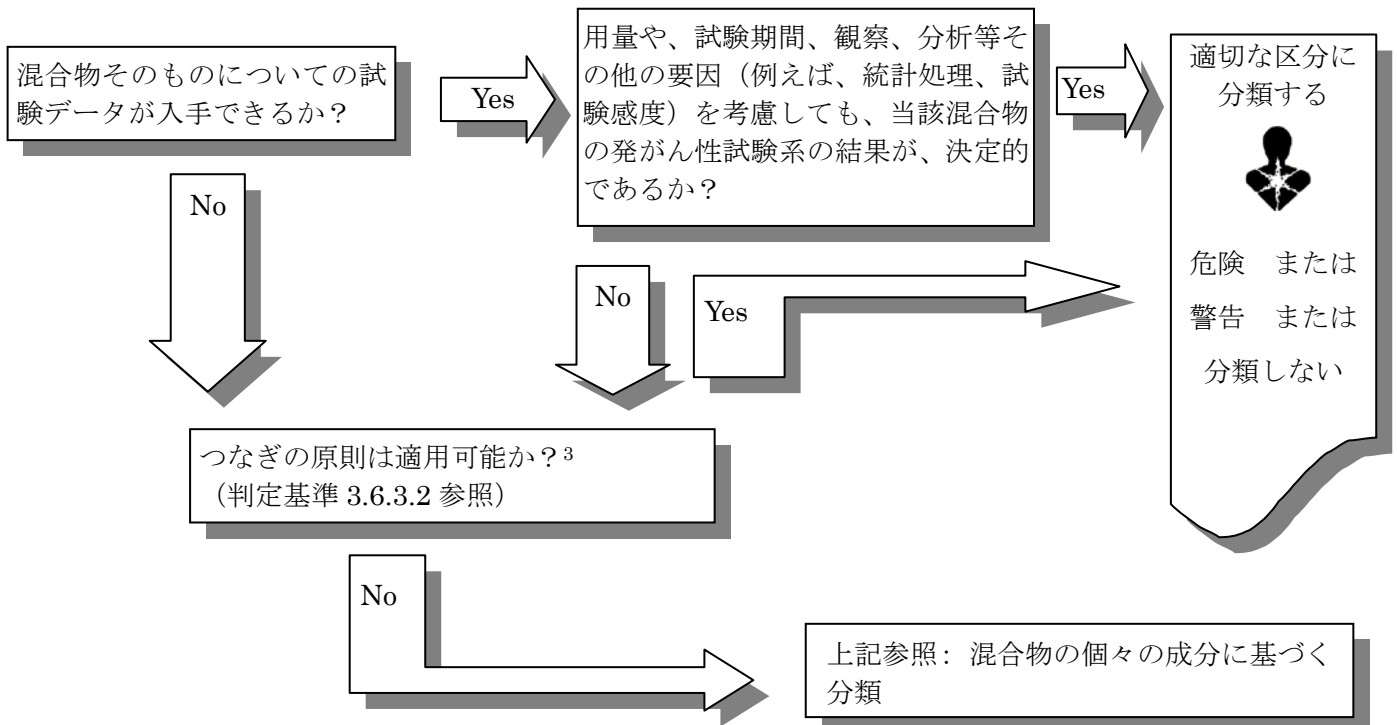 混合物そのものについての試
験データが入手できるか？
Yes
用量や、試験期間、観察、分析等そ
の他の要因（例えば、統計処理、試
験感度）を考慮しても、当該混合物
の発がん性試験系の結果が、決定的
であるか？
Yes
適切な区分に
分類する
危険　または
警告　または
分類しない
No
No
Yes
つなぎの原則は適用可能か？³
（判定基準 3.6.3.2 参照）
No
上記参照：混合物の個々の成分に基づく
分類